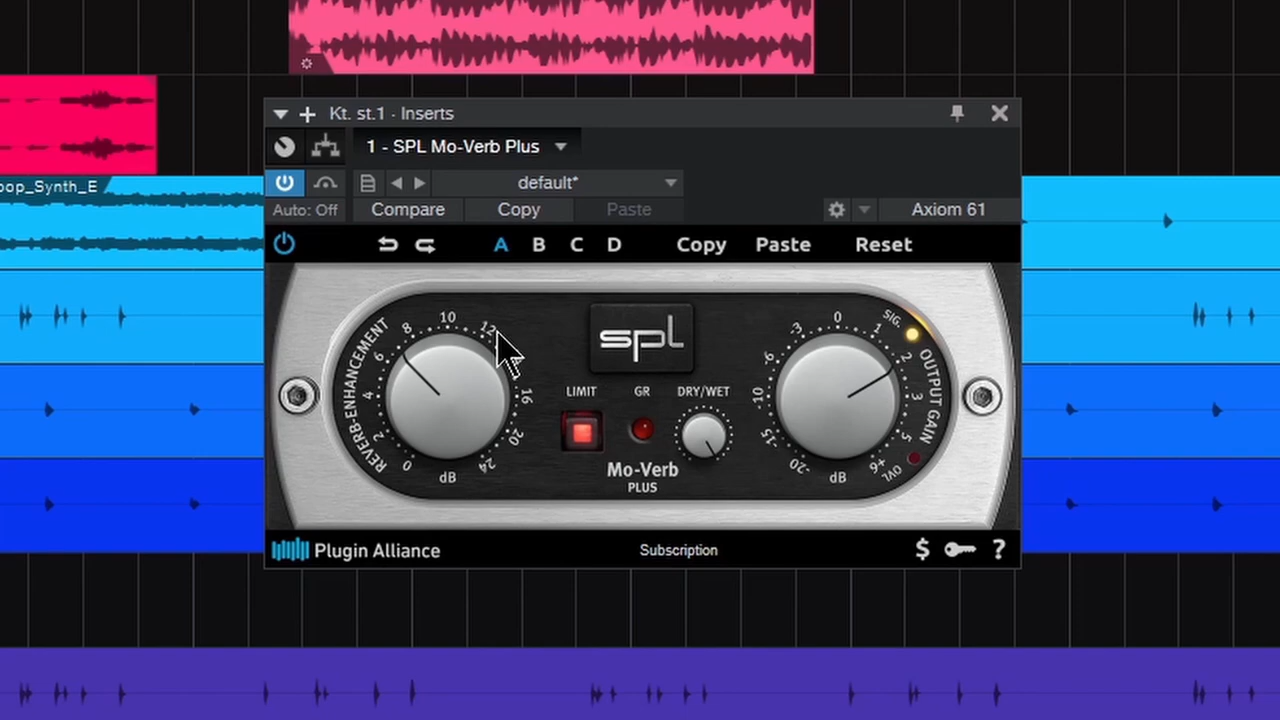 Kt. st.1 · Inserts
1 - SPL Mo-Verb Plus
oop_Synth_E
default*
Auto: Off
Compare
Copy
Paste
Axiom 61
A B C D
Copy
Paste
Reset
REVERB-ENHANCEMENT
0 2 4 6 8 10 12 16 20 24
dB
spl
LIMIT
GR
DRY/WET
Mo-Verb
PLUS
-20 -15 -10 -6 -3 0 1 2 3 5 +6
dB
SIG.
OUTPUT GAIN
OVL
Plugin Alliance
Subscription
$
?